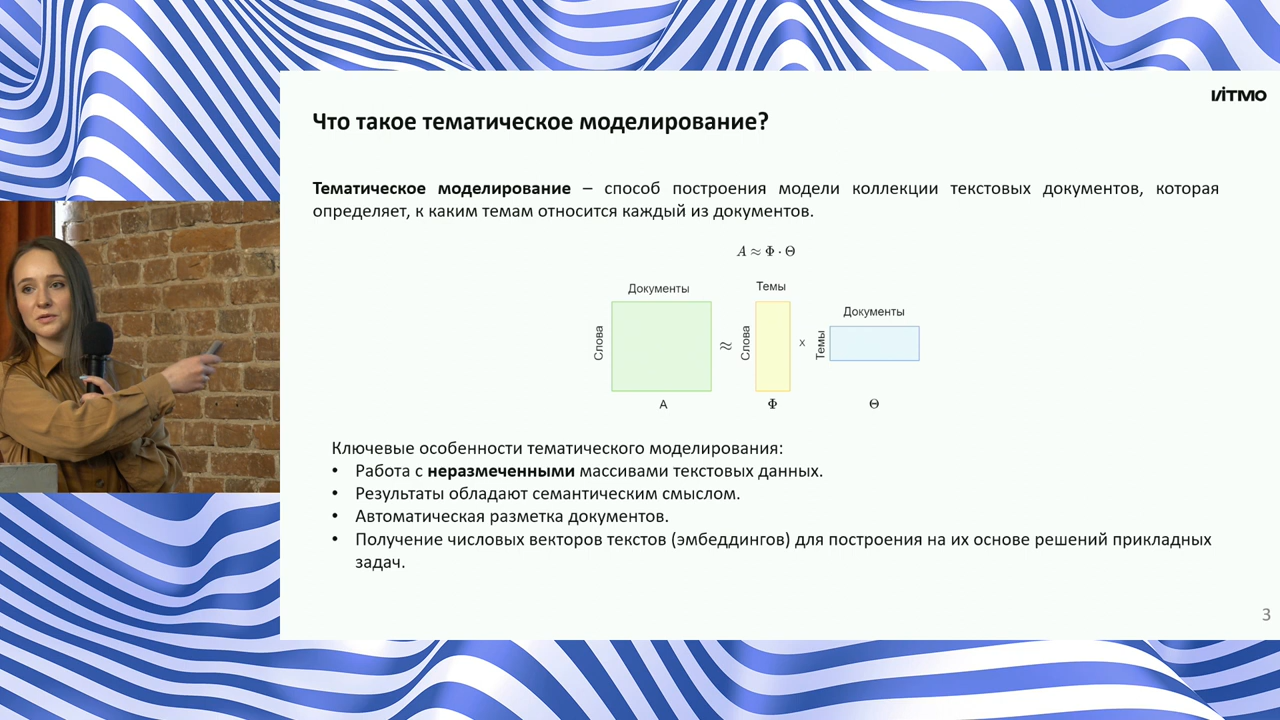 ИТМО
Что такое тематическое моделирование?
Тематическое моделирование – способ построения модели коллекции текстовых документов, которая
определяет, к каким темам относится каждый из документов.
A ≈ Φ · Θ
Документы
Слова
A
≈
Темы
Слова
Φ
x
Документы
Темы
Θ
Ключевые особенности тематического моделирования:
• Работа с неразмеченными массивами текстовых данных.
• Результаты обладают семантическим смыслом.
• Автоматическая разметка документов.
• Получение числовых векторов текстов (эмбеддингов) для построения на их основе решений прикладных
задач.
3